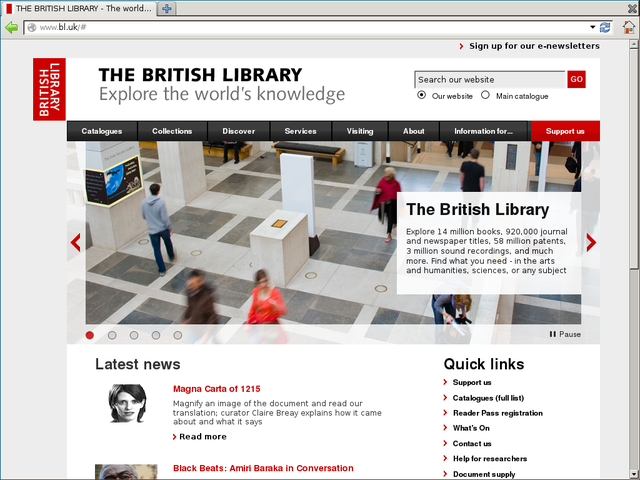 THE BRITISH LIBRARY - The world...
www.bl.uk/#
Sign up for our e-newsletters
BRITISH
LIBRARY
THE BRITISH LIBRARY
Explore the world's knowledge
Search our website
GO
Our website
Main catalogue
Catalogues
Collections
Discover
Services
Visiting
About
Information for...
Support us
The British Library
Explore 14 million books, 920,000 journal
and newspaper titles, 58 million patents,
3 million sound recordings, and much
more. Find what you need - in the arts
and humanities, sciences, or any subject
Pause
Latest news
Magna Carta of 1215
Magnify an image of the document and read our
translation; curator Claire Breay explains how it came
about and what it says
Read more
Black Beats: Amiri Baraka in Conversation
Quick links
Support us
Catalogues (full list)
Reader Pass registration
What's On
Contact us
Help for researchers
Document supply